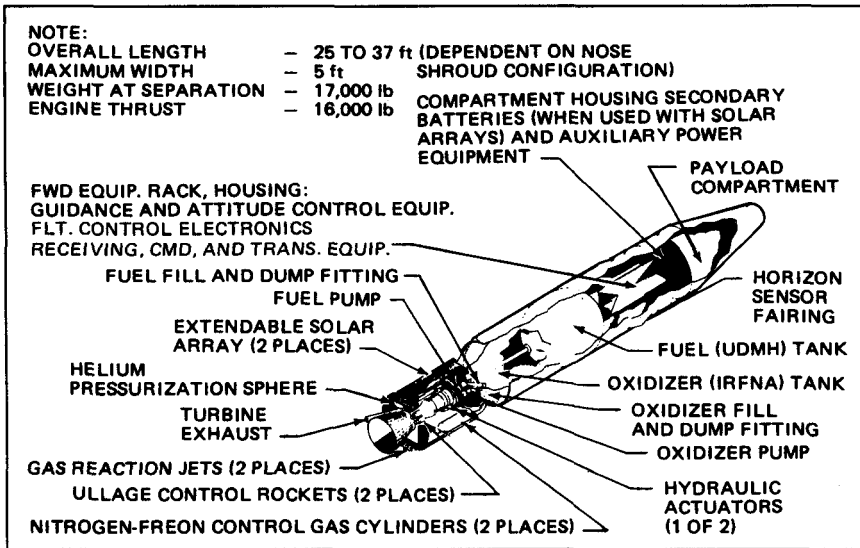 NOTE:
OVERALL LENGTH – 25 TO 37 ft (DEPENDENT ON NOSE
MAXIMUM WIDTH – 5 ft SHROUD CONFIGURATION)
WEIGHT AT SEPARATION – 17,000 lb
ENGINE THRUST – 16,000 lb
COMPARTMENT HOUSING SECONDARY
BATTERIES (WHEN USED WITH SOLAR
ARRAYS) AND AUXILIARY POWER
EQUIPMENT
PAYLOAD
COMPARTMENT
FWD EQUIP. RACK, HOUSING:
GUIDANCE AND ATTITUDE CONTROL EQUIP.
FLT. CONTROL ELECTRONICS
RECEIVING, CMD, AND TRANS. EQUIP.
FUEL FILL AND DUMP FITTING
FUEL PUMP
EXTENDABLE SOLAR
ARRAY (2 PLACES)
HELIUM
PRESSURIZATION SPHERE
TURBINE
EXHAUST
GAS REACTION JETS (2 PLACES)
ULLAGE CONTROL ROCKETS (2 PLACES)
NITROGEN-FREON CONTROL GAS CYLINDERS (2 PLACES)
HORIZON
SENSOR
FAIRING
FUEL (UDMH) TANK
OXIDIZER (IRFNA) TANK
OXIDIZER FILL
AND DUMP FITTING
OXIDIZER PUMP
HYDRAULIC
ACTUATORS
(1 OF 2)